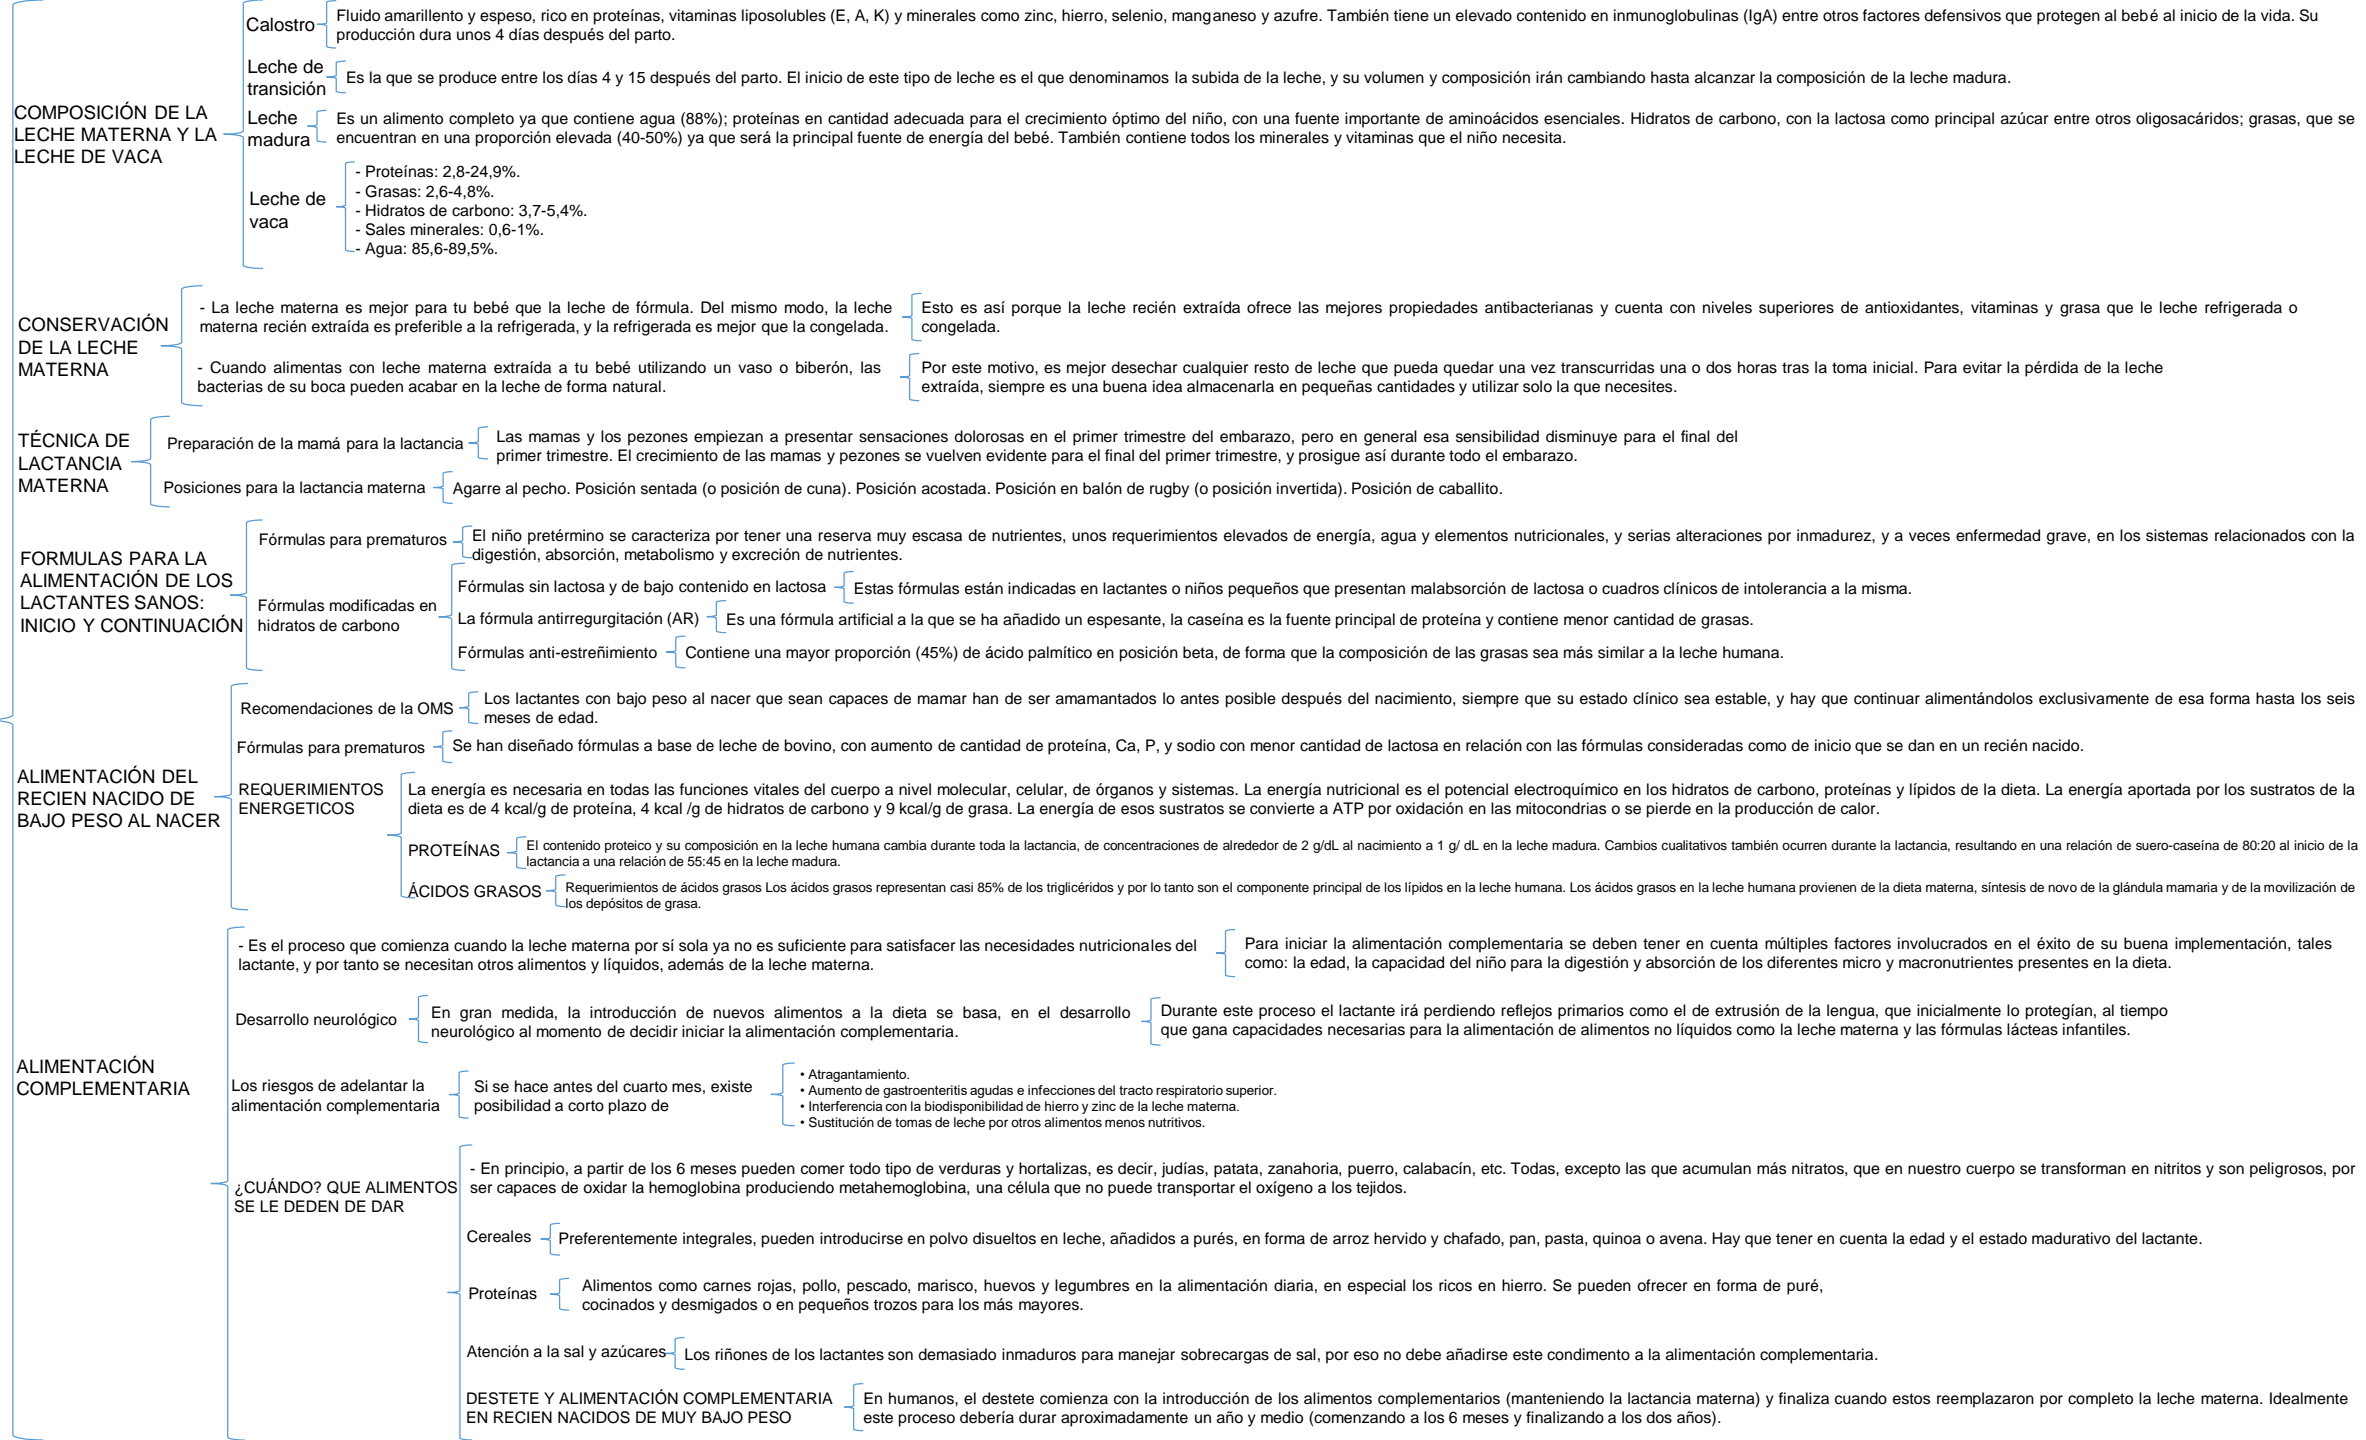 COMPOSICIÓN DE LA
LECHE MATERNA Y LA
LECHE DE VACA
Calostro
Fluido amarillento y espeso, rico en proteínas, vitaminas liposolubles (E, A, K) y minerales como zinc, hierro, selenio, manganeso y azufre. También tiene un elevado contenido en inmunoglobulinas (IgA) entre otros factores defensivos que protegen al bebé al inicio de la vida. Su
producción dura unos 4 días después del parto.
Leche de
transición
Es la que se produce entre los días 4 y 15 después del parto. El inicio de este tipo de leche es el que denominamos la subida de la leche, y su volumen y composición irán cambiando hasta alcanzar la composición de la leche madura.
Leche
madura
Es un alimento completo ya que contiene agua (88%); proteínas en cantidad adecuada para el crecimiento óptimo del niño, con una fuente importante de aminoácidos esenciales. Hidratos de carbono, con la lactosa como principal azúcar entre otros oligosacáridos; grasas, que se
encuentran en una proporción elevada (40-50%) ya que será la principal fuente de energía del bebé. También contiene todos los minerales y vitaminas que el niño necesita.
Leche de
vaca
- Proteínas: 2,8-24,9%.
- Grasas: 2,6-4,8%.
- Hidratos de carbono: 3,7-5,4%.
- Sales minerales: 0,6-1%.
- Agua: 85,6-89,5%.
CONSERVACIÓN
DE LA LECHE
MATERNA
- La leche materna es mejor para tu bebé que la leche de fórmula. Del mismo modo, la leche
materna recién extraída es preferible a la refrigerada, y la refrigerada es mejor que la congelada.
Esto es así porque la leche recién extraída ofrece las mejores propiedades antibacterianas y cuenta con niveles superiores de antioxidantes, vitaminas y grasa que le leche refrigerada o
congelada.
- Cuando alimentas con leche materna extraída a tu bebé utilizando un vaso o biberón, las
bacterias de su boca pueden acabar en la leche de forma natural.
Por este motivo, es mejor desechar cualquier resto de leche que pueda quedar una vez transcurridas una o dos horas tras la toma inicial. Para evitar la pérdida de la leche
extraída, siempre es una buena idea almacenarla en pequeñas cantidades y utilizar solo la que necesites.
TÉCNICA DE
LACTANCIA
MATERNA
Preparación de la mamá para la lactancia
Las mamas y los pezones empiezan a presentar sensaciones dolorosas en el primer trimestre del embarazo, pero en general esa sensibilidad disminuye para el final del
primer trimestre. El crecimiento de las mamas y pezones se vuelven evidente para el final del primer trimestre, y prosigue así durante todo el embarazo.
Posiciones para la lactancia materna
Agarre al pecho. Posición sentada (o posición de cuna). Posición acostada. Posición en balón de rugby (o posición invertida). Posición de caballito.
FORMULAS PARA LA
ALIMENTACIÓN DE LOS
LACTANTES SANOS:
INICIO Y CONTINUACIÓN
Fórmulas para prematuros
El niño pretérmino se caracteriza por tener una reserva muy escasa de nutrientes, unos requerimientos elevados de energía, agua y elementos nutricionales, y serias alteraciones por inmadurez, y a veces enfermedad grave, en los sistemas relacionados con la
digestión, absorción, metabolismo y excreción de nutrientes.
Fórmulas modificadas en
hidratos de carbono
Fórmulas sin lactosa y de bajo contenido en lactosa
Estas fórmulas están indicadas en lactantes o niños pequeños que presentan malabsorción de lactosa o cuadros clínicos de intolerancia a la misma.
La fórmula antirregurgitación (AR)
Es una fórmula artificial a la que se ha añadido un espesante, la caseína es la fuente principal de proteína y contiene menor cantidad de grasas.
Fórmulas anti-estreñimiento
Contiene una mayor proporción (45%) de ácido palmítico en posición beta, de forma que la composición de las grasas sea más similar a la leche humana.
ALIMENTACIÓN DEL
RECIEN NACIDO DE
BAJO PESO AL NACER
Recomendaciones de la OMS
Los lactantes con bajo peso al nacer que sean capaces de mamar han de ser amamantados lo antes posible después del nacimiento, siempre que su estado clínico sea estable, y hay que continuar alimentándolos exclusivamente de esa forma hasta los seis
meses de edad.
Fórmulas para prematuros
Se han diseñado fórmulas a base de leche de bovino, con aumento de cantidad de proteína, Ca, P, y sodio con menor cantidad de lactosa en relación con las fórmulas consideradas como de inicio que se dan en un recién nacido.
REQUERIMIENTOS
ENERGETICOS
La energía es necesaria en todas las funciones vitales del cuerpo a nivel molecular, celular, de órganos y sistemas. La energía nutricional es el potencial electroquímico en los hidratos de carbono, proteínas y lípidos de la dieta. La energía aportada por los sustratos de la
dieta es de 4 kcal/g de proteína, 4 kcal /g de hidratos de carbono y 9 kcal/g de grasa. La energía de esos sustratos se convierte a ATP por oxidación en las mitocondrias o se pierde en la producción de calor.
PROTEÍNAS
El contenido proteico y su composición en la leche humana cambia durante toda la lactancia, de concentraciones de alrededor de 2 g/dL al nacimiento a 1 g/ dL en la leche madura. Cambios cualitativos también ocurren durante la lactancia, resultando en una relación de suero-caseína de 80:20 al inicio de la
lactancia a una relación de 55:45 en la leche madura.
ÁCIDOS GRASOS
Requerimientos de ácidos grasos Los ácidos grasos representan casi 85% de los triglicéridos y por lo tanto son el componente principal de los lípidos en la leche humana. Los ácidos grasos en la leche humana provienen de la dieta materna, síntesis de novo de la glándula mamaria y de la movilización de
los depósitos de grasa.
ALIMENTACIÓN
COMPLEMENTARIA
- Es el proceso que comienza cuando la leche materna por sí sola ya no es suficiente para satisfacer las necesidades nutricionales del
lactante, y por tanto se necesitan otros alimentos y líquidos, además de la leche materna.
Para iniciar la alimentación complementaria se deben tener en cuenta múltiples factores involucrados en el éxito de su buena implementación, tales
como: la edad, la capacidad del niño para la digestión y absorción de los diferentes micro y macronutrientes presentes en la dieta.
Desarrollo neurológico
En gran medida, la introducción de nuevos alimentos a la dieta se basa, en el desarrollo
neurológico al momento de decidir iniciar la alimentación complementaria.
Durante este proceso el lactante irá perdiendo reflejos primarios como el de extrusión de la lengua, que inicialmente lo protegían, al tiempo
que gana capacidades necesarias para la alimentación de alimentos no líquidos como la leche materna y las fórmulas lácteas infantiles.
Los riesgos de adelantar la
alimentación complementaria
Si se hace antes del cuarto mes, existe
posibilidad a corto plazo de
• Atragantamiento.
• Aumento de gastroenteritis agudas e infecciones del tracto respiratorio superior.
• Interferencia con la biodisponibilidad de hierro y zinc de la leche materna.
• Sustitución de tomas de leche por otros alimentos menos nutritivos.
¿CUÁNDO? QUE ALIMENTOS
SE LE DEDEN DE DAR
- En principio, a partir de los 6 meses pueden comer todo tipo de verduras y hortalizas, es decir, judías, patata, zanahoria, puerro, calabacín, etc. Todas, excepto las que acumulan más nitratos, que en nuestro cuerpo se transforman en nitritos y son peligrosos, por
ser capaces de oxidar la hemoglobina produciendo metahemoglobina, una célula que no puede transportar el oxígeno a los tejidos.
Cereales
Preferentemente integrales, pueden introducirse en polvo disueltos en leche, añadidos a purés, en forma de arroz hervido y chafado, pan, pasta, quinoa o avena. Hay que tener en cuenta la edad y el estado madurativo del lactante.
Proteínas
Alimentos como carnes rojas, pollo, pescado, marisco, huevos y legumbres en la alimentación diaria, en especial los ricos en hierro. Se pueden ofrecer en forma de puré,
cocinados y desmigados o en pequeños trozos para los más mayores.
Atención a la sal y azúcares
Los riñones de los lactantes son demasiado inmaduros para manejar sobrecargas de sal, por eso no debe añadirse este condimento a la alimentación complementaria.
DESTETE Y ALIMENTACIÓN COMPLEMENTARIA
EN RECIEN NACIDOS DE MUY BAJO PESO
En humanos, el destete comienza con la introducción de los alimentos complementarios (manteniendo la lactancia materna) y finaliza cuando estos reemplazaron por completo la leche materna. Idealmente
este proceso debería durar aproximadamente un año y medio (comenzando a los 6 meses y finalizando a los dos años).